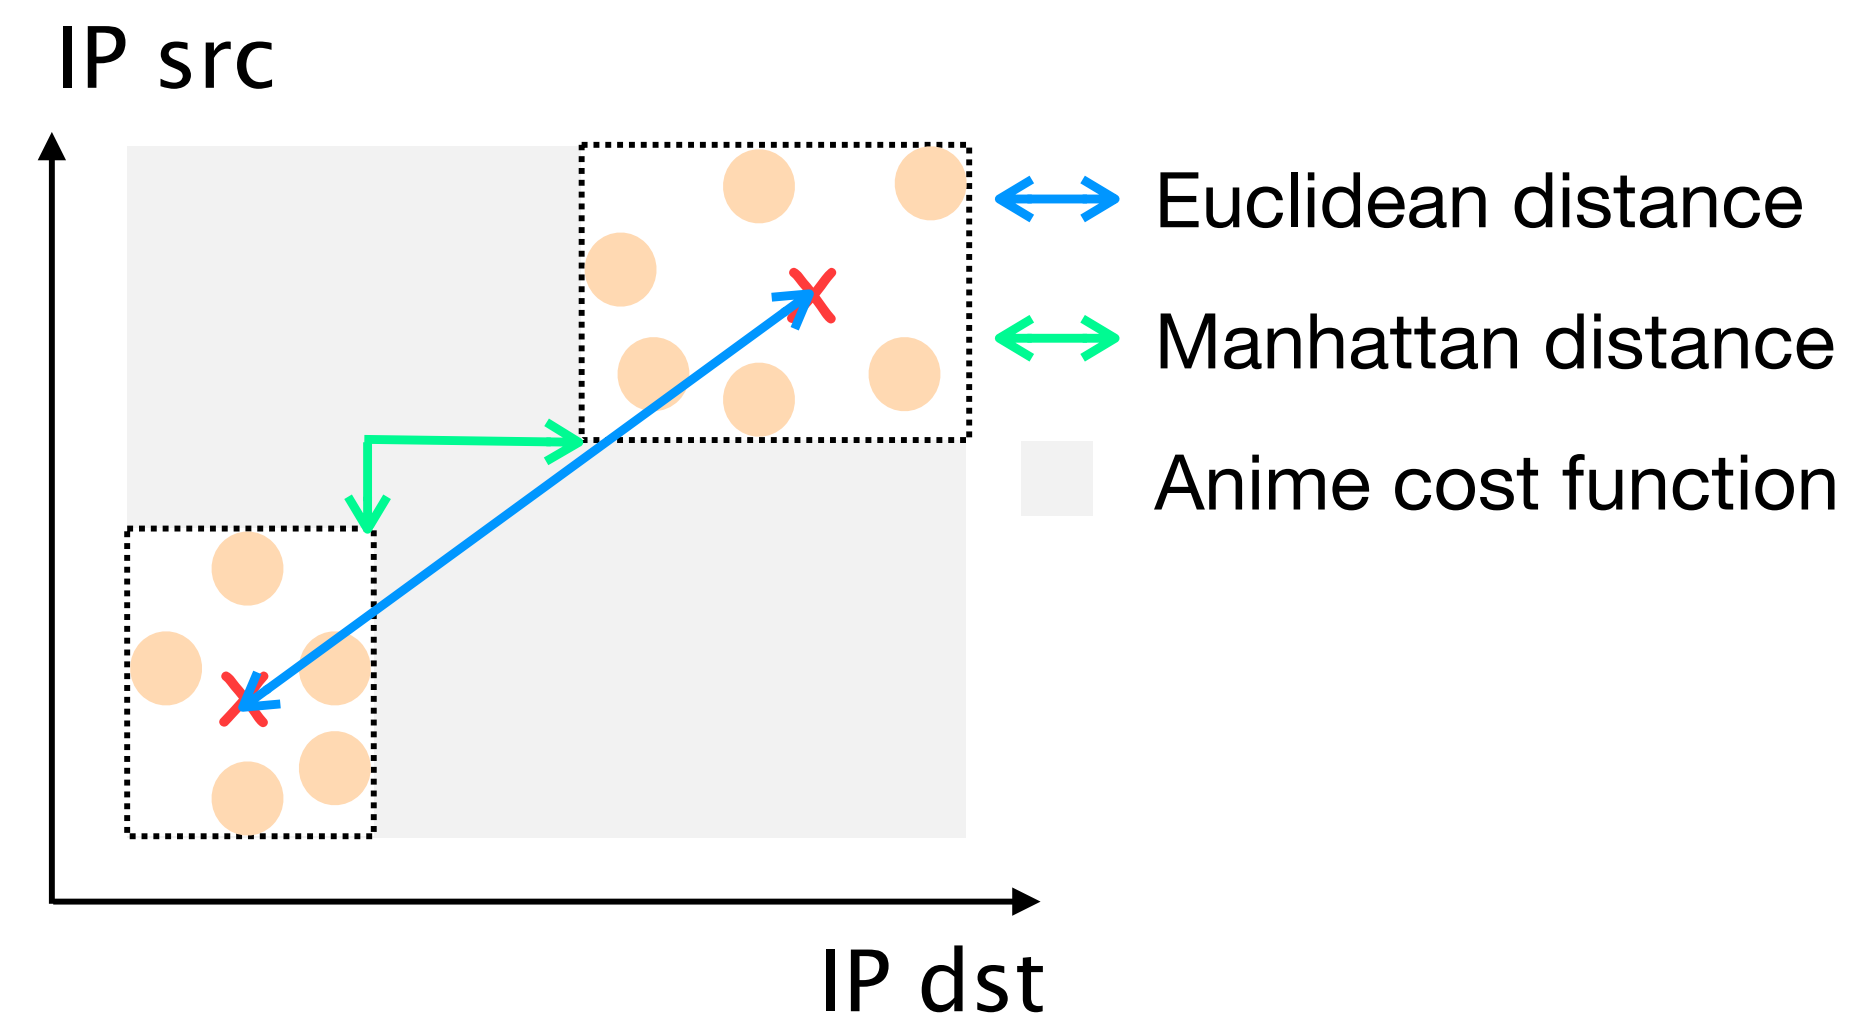 IP src
Euclidean distance
Manhattan distance
Anime cost function
IP dst